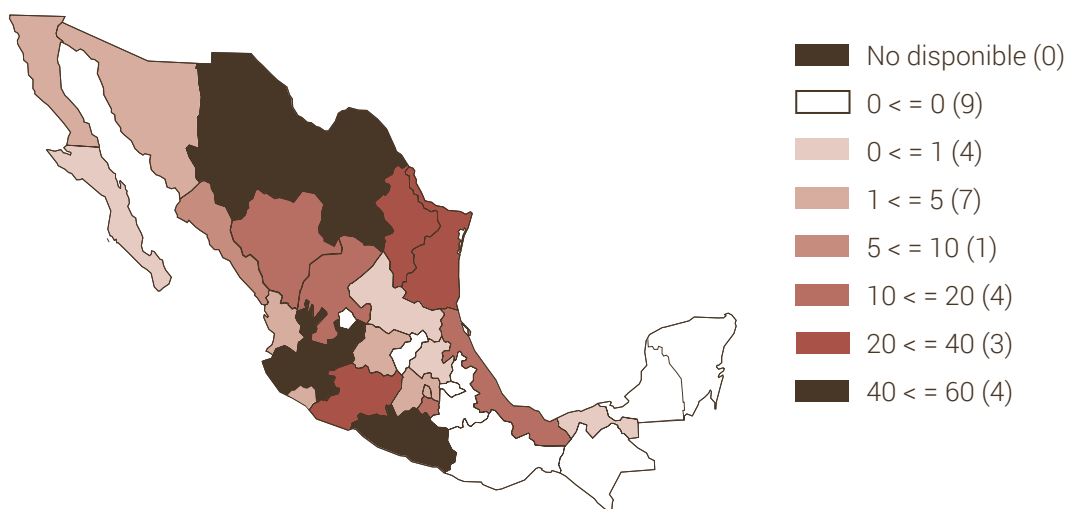 No disponible (0)
0 < = 0 (9)
0 < = 1 (4)
1 < = 5 (7)
5 < = 10 (1)
10 < = 20 (4)
20 < = 40 (3)
40 < = 60 (4)